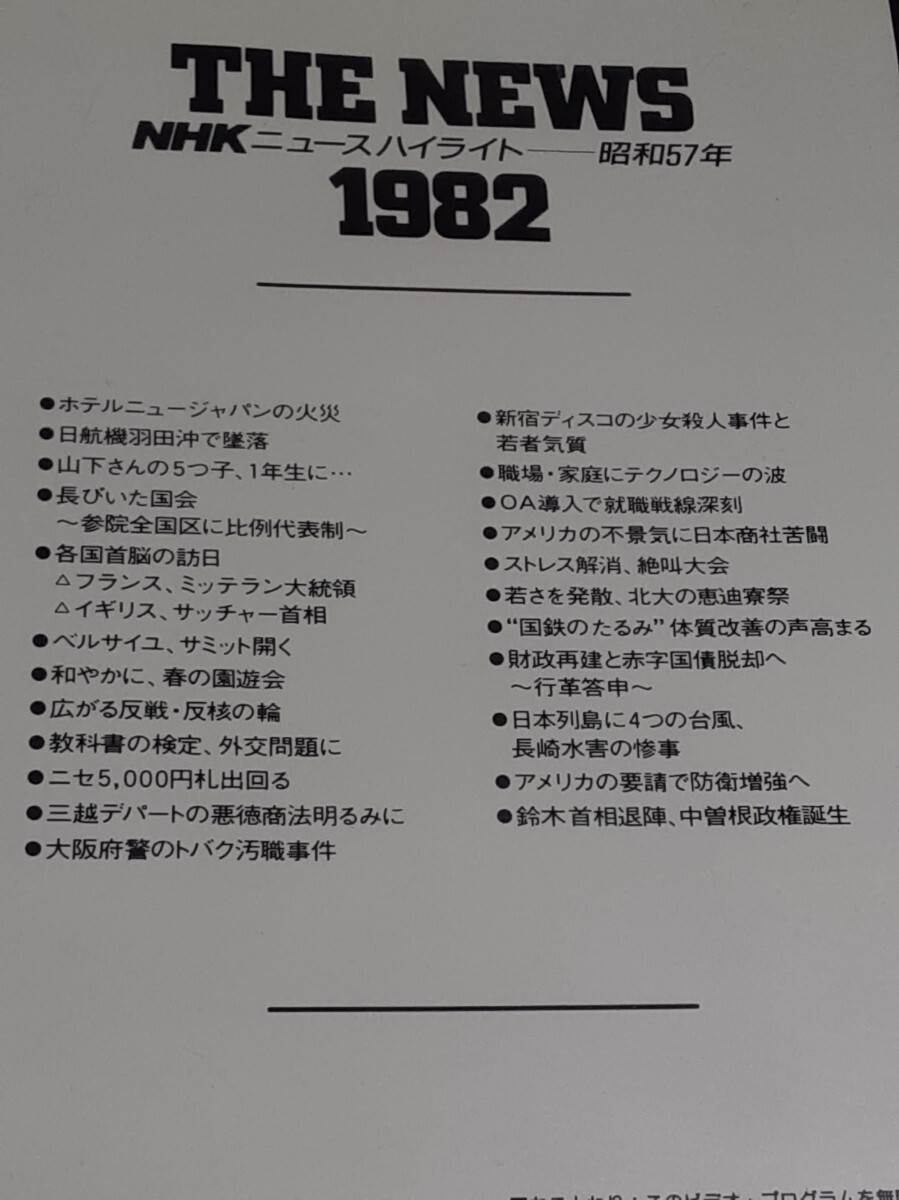 THE NEWS
NHKニュースハイライト——昭和57年
1982
●ホテルニュージャパンの火災
●日航機羽田沖で墜落
●山下さんの5つ子、1年生に…
●長びいた国会
〜参院全国区に比例代表制〜
●各国首脳の訪日
△フランス、ミッテラン大統領
△イギリス、サッチャー首相
●ベルサイユ、サミット開く
●和やかに、春の園遊会
●広がる反戦・反核の輪
●教科書の検定、外交問題に
●ニセ5,000円札出回る
●三越デパートの悪徳商法明るみに
●大阪府警のトバク汚職事件
●新宿ディスコの少女殺人事件と
若者気質
●職場・家庭にテクノロジーの波
●OA導入で就職戦線深刻
●アメリカの不景気に日本商社苦闘
●ストレス解消、絶叫大会
●若さを発散、北大の恵迪寮祭
●“国鉄のたるみ”体質改善の声高まる
●財政再建と赤字国債脱却へ
〜行革答申〜
●日本列島に4つの台風、
長崎水害の惨事
●アメリカの要請で防衛増強へ
●鈴木首相退陣、中曽根政権誕生
このビデオ・プログラムを無断